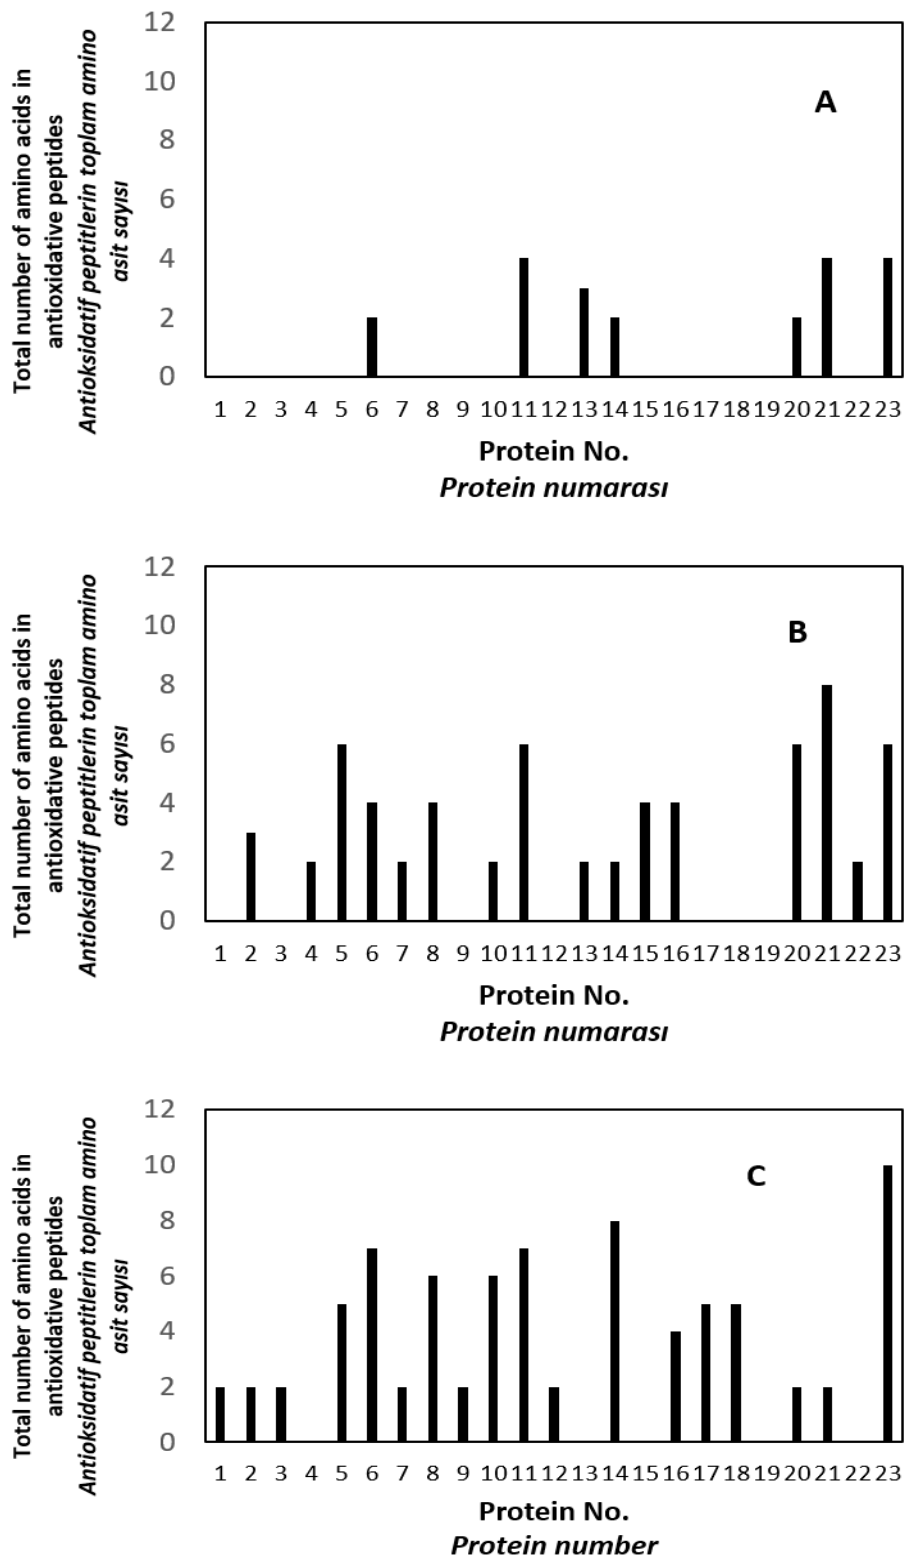 Total number of amino acids in
antioxidative peptides
Antioksidatif peptitlerin toplam amino
asit sayısı
12
10
8
6
4
2
0
A
1 2 3 4 5 6 7 8 9 10 11 12 13 14 15 16 17 18 19 20 21 22 23
Protein No.
Protein numarası
Total number of amino acids in
antioxidative peptides
Antioksidatif peptitlerin toplam amino
asit sayısı
12
10
8
6
4
2
0
B
1 2 3 4 5 6 7 8 9 10 11 12 13 14 15 16 17 18 19 20 21 22 23
Protein No.
Protein numarası
Total number of amino acids in
antioxidative peptides
Antioksidatif peptitlerin toplam amino
asit sayısı
12
10
8
6
4
2
0
C
1 2 3 4 5 6 7 8 9 10 11 12 13 14 15 16 17 18 19 20 21 22 23
Protein No.
Protein number